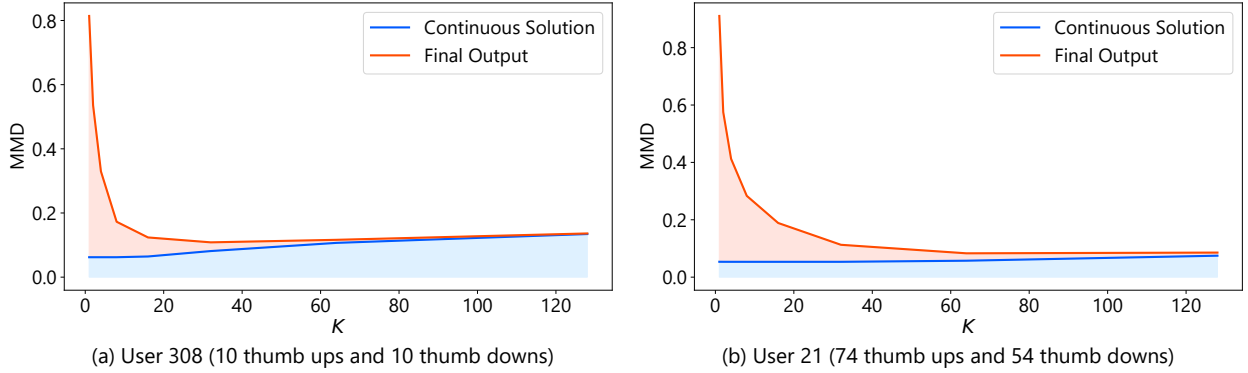 0.8
0.6
0.4
0.2
0.0
MMD
0 20 40 60 80 100 120
K
Continuous Solution
Final Output
(a) User 308 (10 thumb ups and 10 thumb downs)
0.8
0.6
0.4
0.2
0.0
MMD
0 20 40 60 80 100 120
K
Continuous Solution
Final Output
(b) User 21 (74 thumb ups and 54 thumb downs)